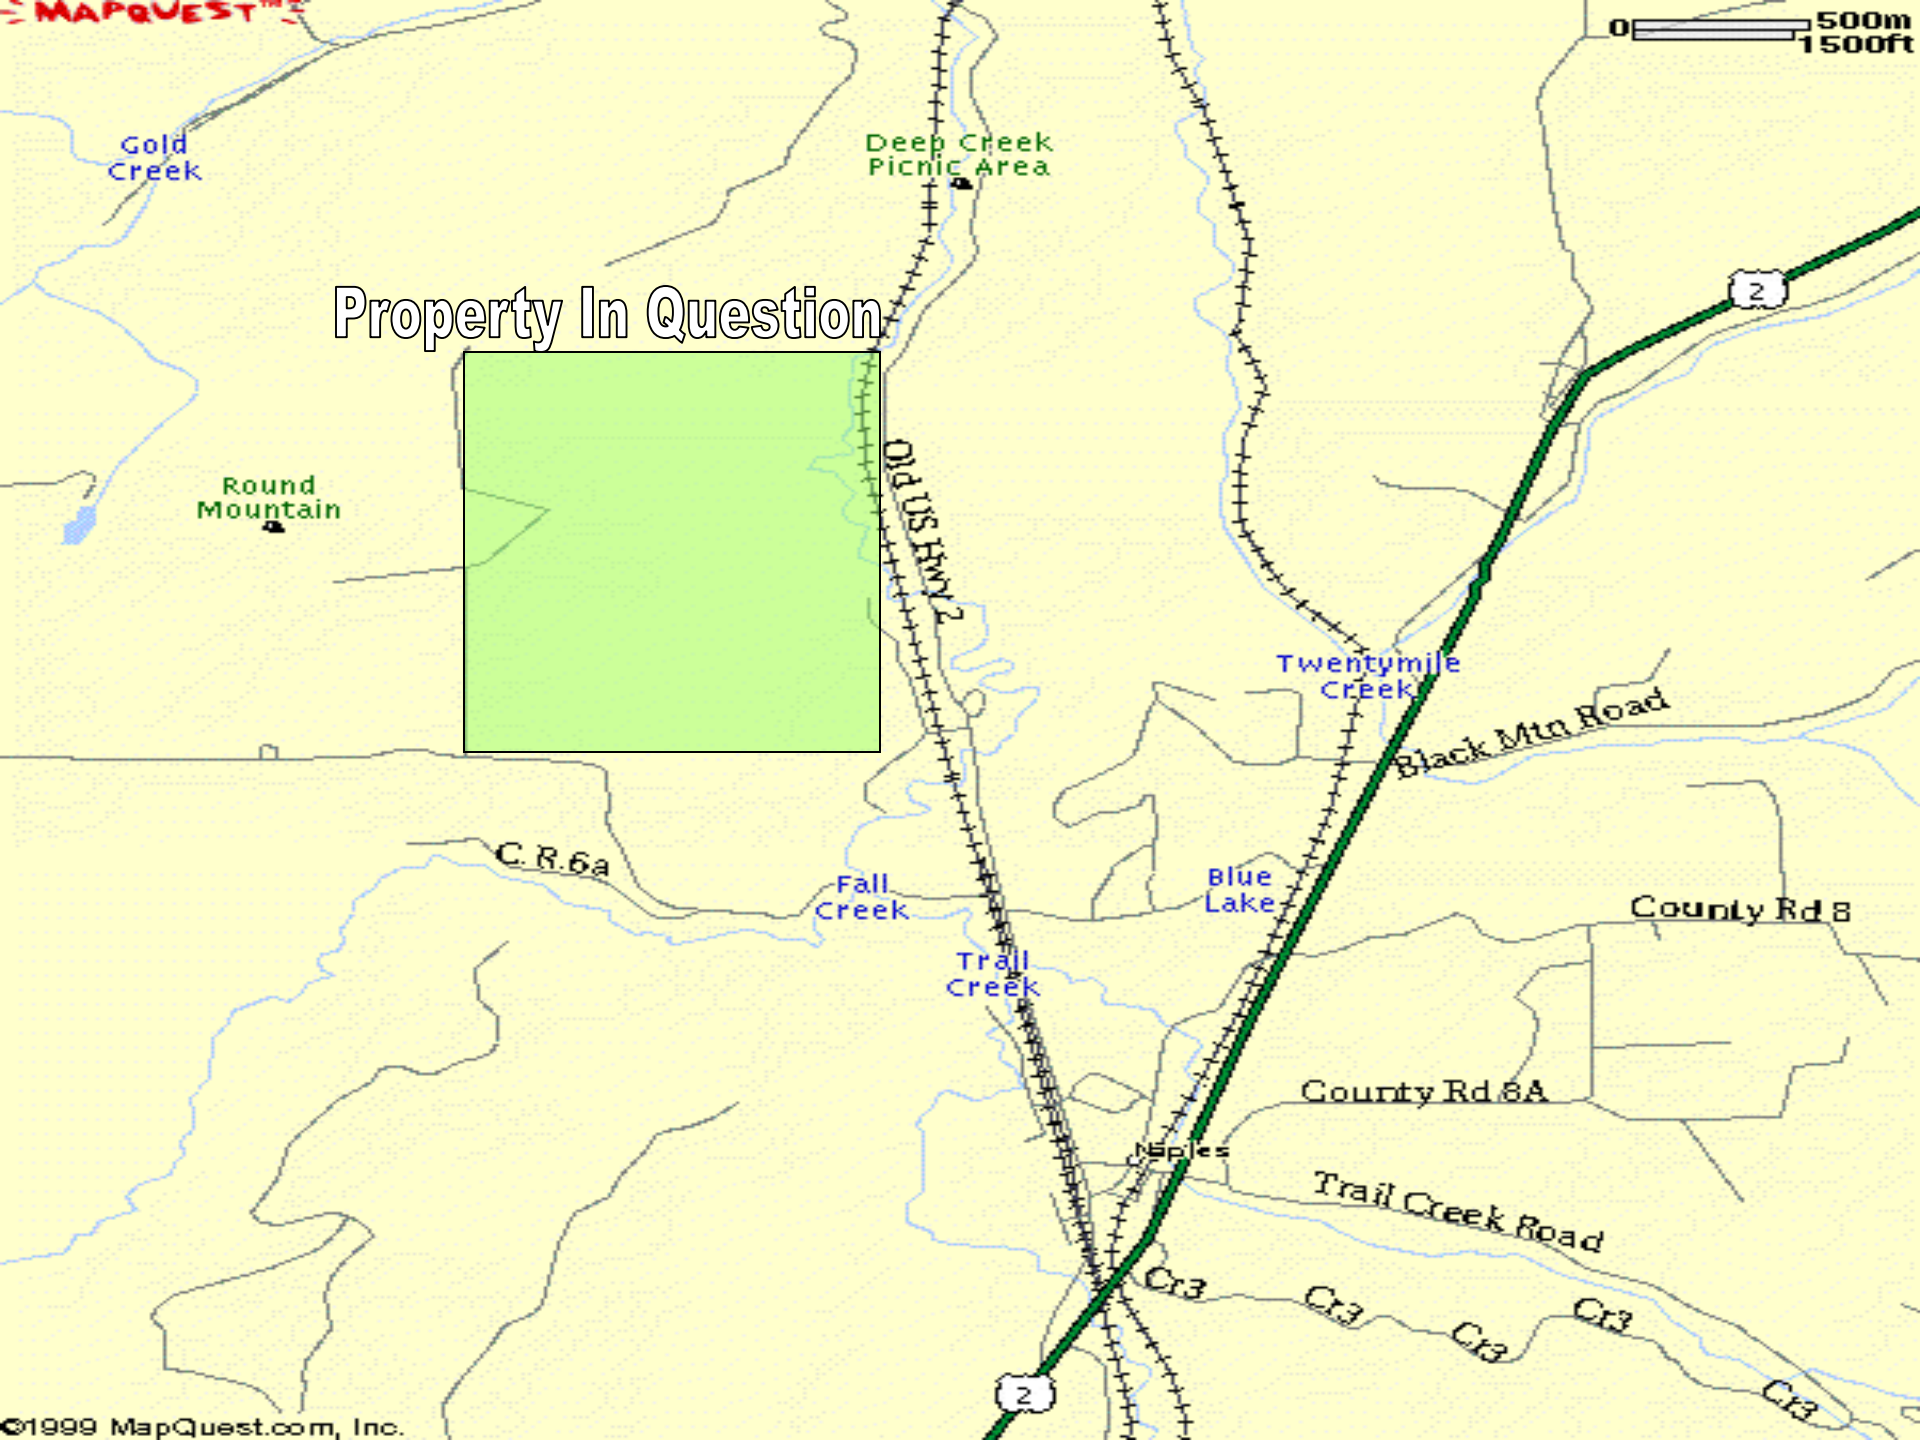 MAPQUEST™
0 500m
1500ft
Gold
Creek
Deep Creek
Picnic Area
2
Property In Question
Old US Hwy 2
Round
Mountain
Twentymile
Creek
Black Mtn Road
C.R.6a
Fall
Creek
Blue
Lake
County Rd 8
Trail
Creek
County Rd 8A
Naples
Trail Creek Road
Cr3
Cr3
Cr3
Cr3
Cr3
2
©1999 MapQuest.com, Inc.